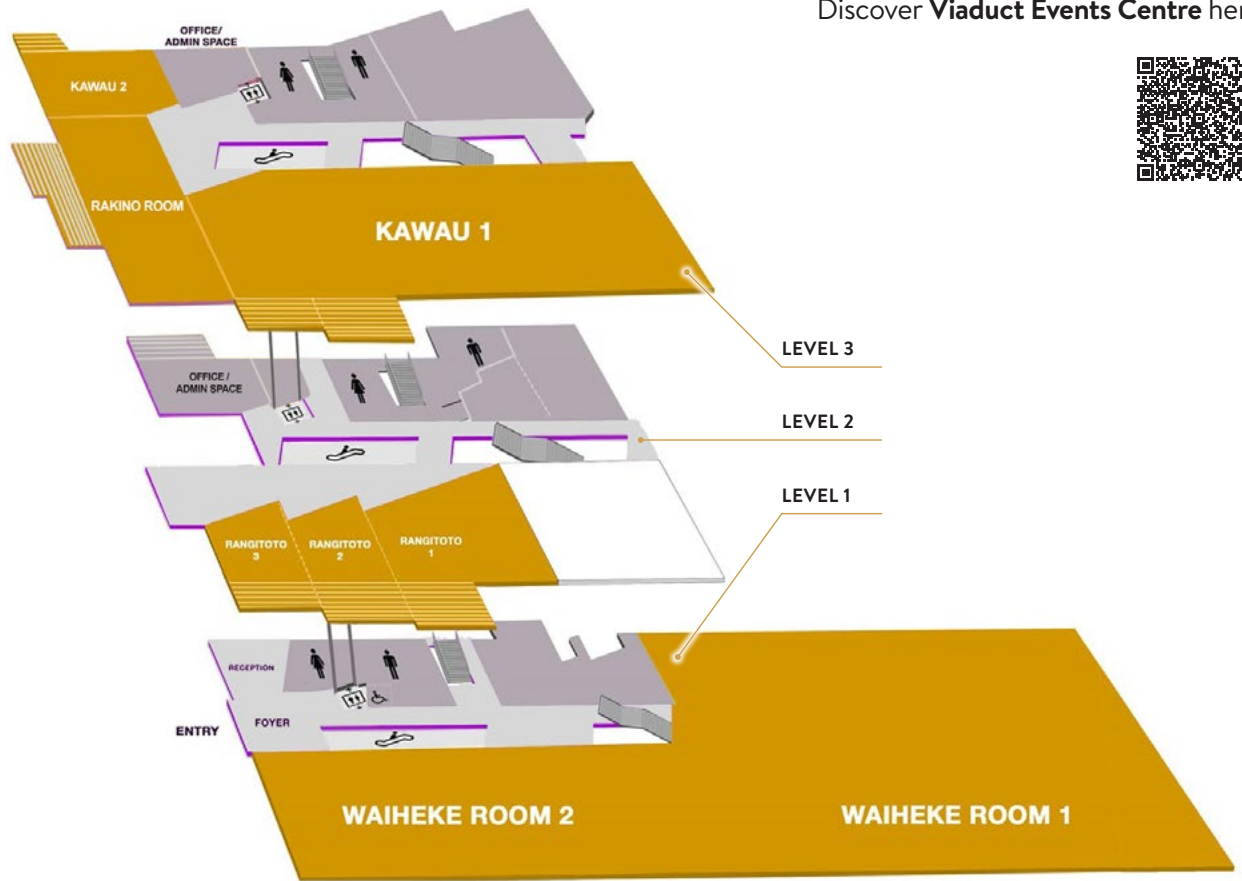 Discover Viaduct Events Centre her
OFFICE/
ADMIN SPACE
KAWAU 2
RAKINO ROOM
KAWAU 1
LEVEL 3
OFFICE /
ADMIN SPACE
LEVEL 2
LEVEL 1
RANGITOTO
3
RANGITOTO
2
RANGITOTO
1
RECEPTION
ENTRY
FOYER
WAIHEKE ROOM 2
WAIHEKE ROOM 1